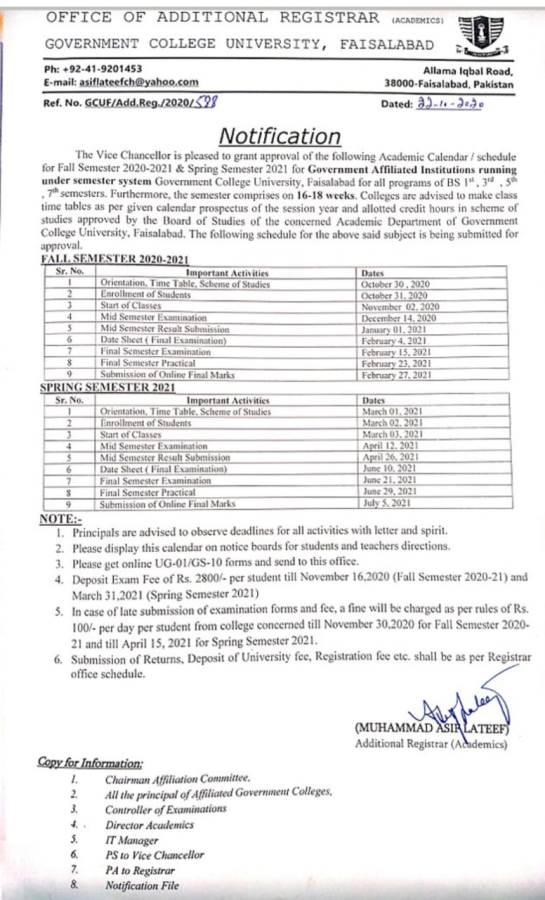 OFFICE OF ADDITIONAL REGISTRAR (ACADEMICS)
GOVERNMENT COLLEGE UNIVERSITY, FAISALABAD
Ph: +92-41-9201453
E-mail: asiflateefch@yahoo.com
Allama Iqbal Road,
38000-Faisalabad, Pakistan
Ref. No. GCUF/Add.Reg./2020/598
Dated: 22-10-2020
Notification
The Vice Chancellor is pleased to grant approval of the following Academic Calendar / schedule
for Fall Semester 2020-2021 & Spring Semester 2021 for Government Affiliated Institutions running
under semester system Government College University, Faisalabad for all programs of BS 1st, 3rd , 5th
, 7th semesters. Furthermore, the semester comprises on 16-18 weeks. Colleges are advised to make class
time tables as per given calendar prospectus of the session year and allotted credit hours in scheme of
studies approved by the Board of Studies of the concerned Academic Department of Government
College University, Faisalabad. The following schedule for the above said subject is being submitted for
approval.
FALL SEMESTER 2020-2021
Sr. No. Important Activities Dates
1 Orientation, Time Table, Scheme of Studies October 30 , 2020
2 Enrollment of Students October 31, 2020
3 Start of Classes November 02, 2020
4 Mid Semester Examination December 14, 2020
5 Mid Semester Result Submission January 01, 2021
6 Date Sheet ( Final Examination) February 4, 2021
7 Final Semester Examination February 15, 2021
8 Final Semester Practical February 23, 2021
9 Submission of Online Final Marks February 27, 2021
SPRING SEMESTER 2021
Sr. No. Important Activities Dates
1 Orientation, Time Table, Scheme of Studies March 01, 2021
2 Enrollment of Students March 02, 2021
3 Start of Classes March 03, 2021
4 Mid Semester Examination April 12, 2021
5 Mid Semester Result Submission April 26, 2021
6 Date Sheet ( Final Examination) June 10, 2021
7 Final Semester Examination June 21, 2021
8 Final Semester Practical June 29, 2021
9 Submission of Online Final Marks July 5, 2021
NOTE:-
1. Principals are advised to observe deadlines for all activities with letter and spirit.
2. Please display this calendar on notice boards for students and teachers directions.
3. Please get online UG-01/GS-10 forms and send to this office.
4. Deposit Exam Fee of Rs. 2800/- per student till November 16,2020 (Fall Semester 2020-21) and
March 31,2021 (Spring Semester 2021)
5. In case of late submission of examination forms and fee, a fine will be charged as per rules of Rs.
100/- per day per student from college concerned till November 30,2020 for Fall Semester 2020-
21 and till April 15, 2021 for Spring Semester 2021.
6. Submission of Returns, Deposit of University fee, Registration fee etc. shall be as per Registrar
office schedule.
(MUHAMMAD ASIF LATEEF)
Additional Registrar (Academics)
Copy for Information:
1. Chairman Affiliation Committee.
2. All the principal of Affiliated Government Colleges,
3. Controller of Examinations
4. Director Academics
5. IT Manager
6. PS to Vice Chancellor
7. PA to Registrar
8. Notification File